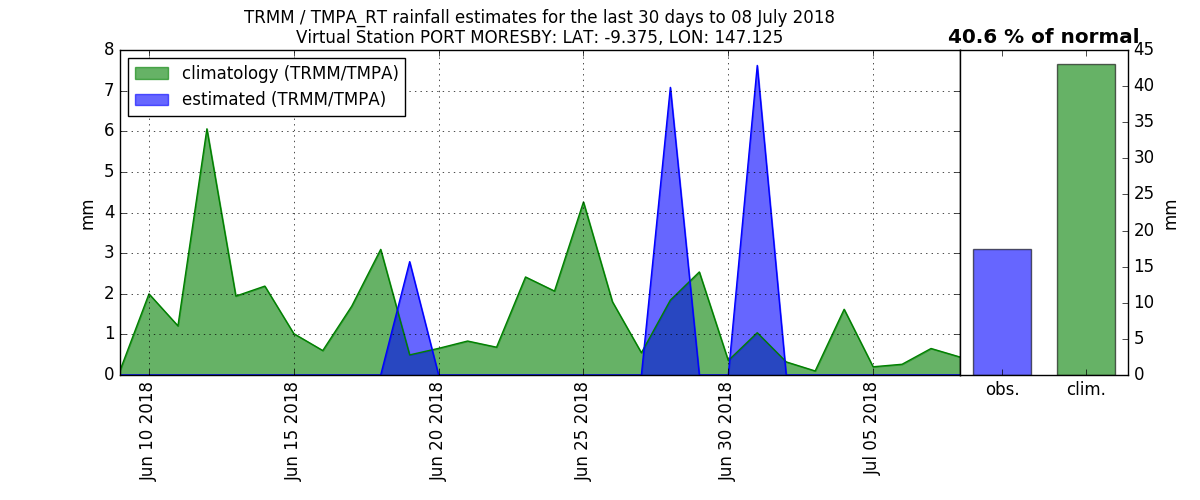 TRMM / TMPA_RT rainfall estimates for the last 30 days to 08 July 2018
Virtual Station PORT MORESBY: LAT: -9.375, LON: 147.125
40.6 % of normal
climatology (TRMM/TMPA)
estimated (TRMM/TMPA)
8
7
6
5
4
3
2
1
0
mm
Jun 10 2018
Jun 15 2018
Jun 20 2018
Jun 25 2018
Jun 30 2018
Jul 05 2018
45
40
35
30
25
20
15
10
5
0
mm
obs.
clim.